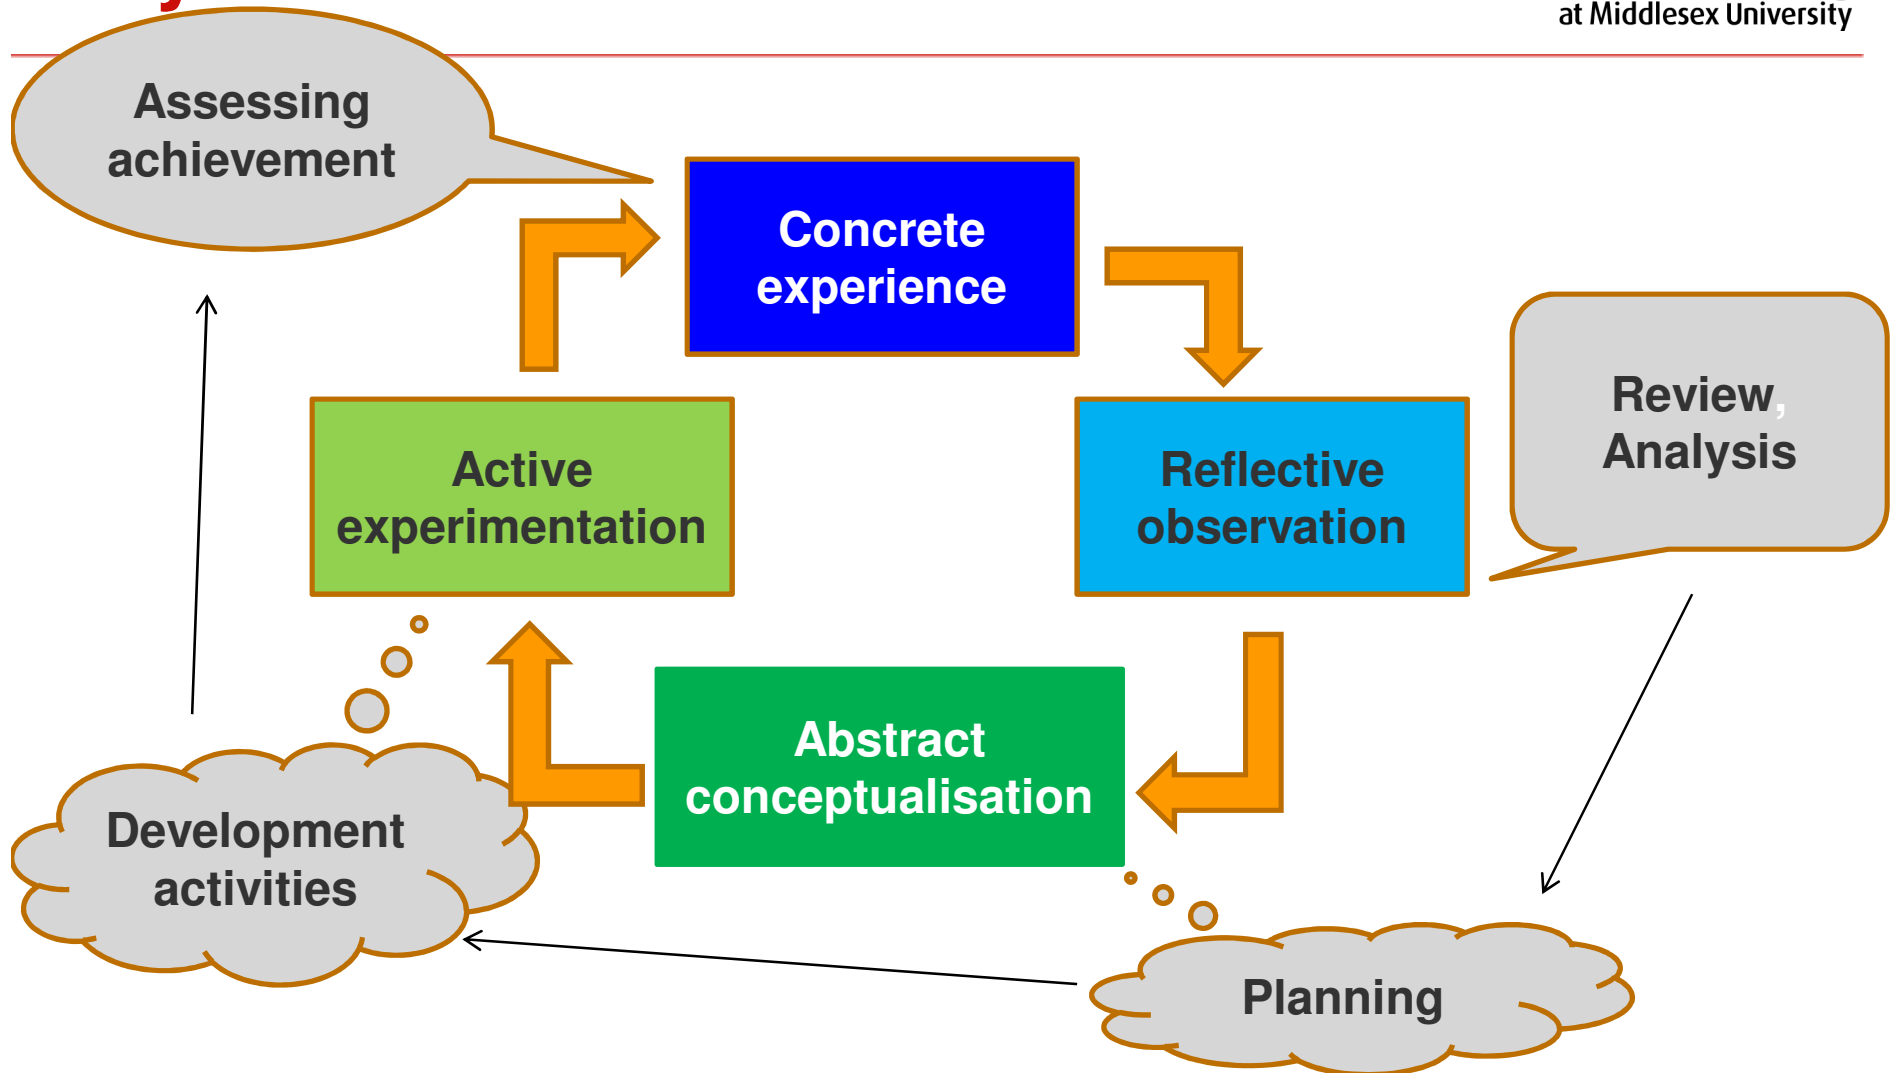 at Middlesex University
Assessing
achievement
Concrete
experience
Review,
Analysis
Active
experimentation
Reflective
observation
Abstract
conceptualisation
Development
activities
Planning